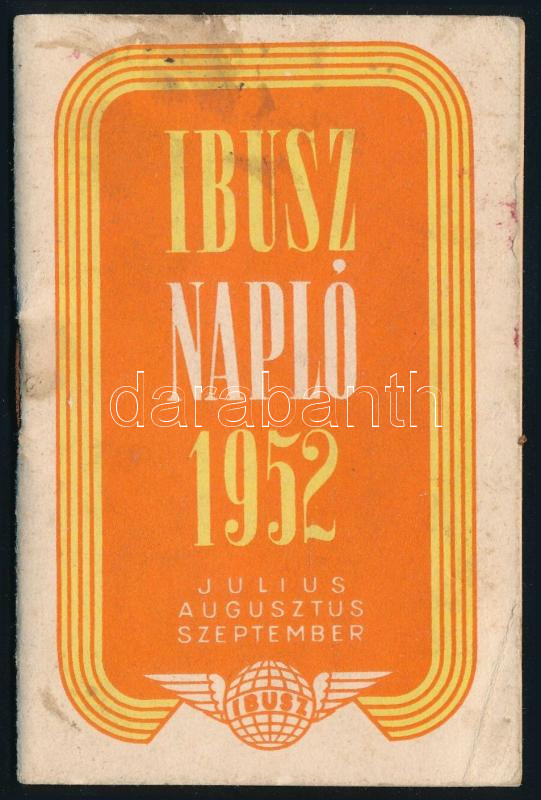 IBUSZ
NAPLÓ
darabanth
1952
JULIUS
AUGUSZTUS
SZEPTEMBER
IBUSZ